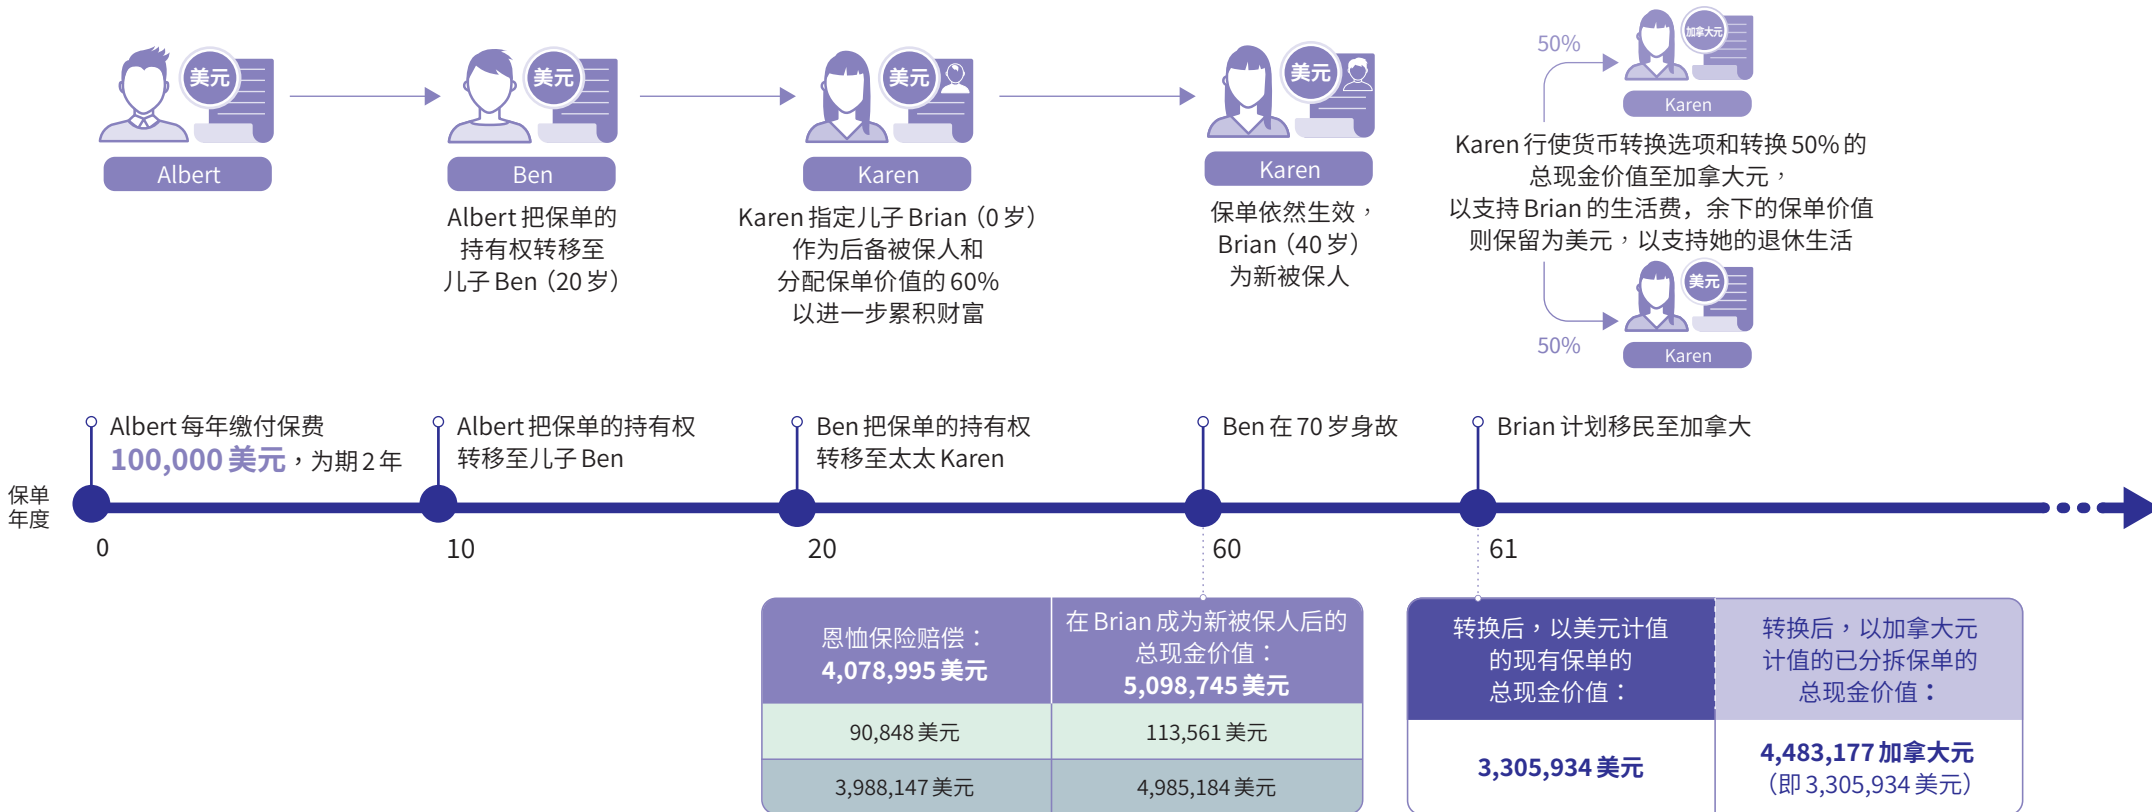 美元
Albert
美元
Ben
Albert 把保单的
持有权转移至
儿子 Ben（20 岁）
美元
Karen
Karen 指定儿子 Brian（0 岁）
作为后备被保人和
分配保单价值的 60%
以进一步累积财富
美元
Karen
保单依然生效，
Brian（40 岁）
为新被保人
50%
加拿大元
Karen
Karen 行使货币转换选项和转换 50% 的
总现金价值至加拿大元，
以支持 Brian 的生活费，余下的保单价值
则保留为美元，以支持她的退休生活
美元
50%
Karen
Albert 每年缴付保费
100,000 美元，为期 2 年
Albert 把保单的持有权
转移至儿子 Ben
Ben 把保单的持有权
转移至太太 Karen
Ben 在 70 岁身故
Brian 计划移民至加拿大
保单
年度
0
10
20
60
61
恩恤保险赔偿：
4,078,995 美元
在 Brian 成为新被保人后的
总现金价值：
5,098,745 美元
90,848 美元
113,561 美元
3,988,147 美元
4,985,184 美元
转换后，以美元计值
的现有保单的
总现金价值：
转换后，以加拿大元
计值的已分拆保单的
总现金价值：
3,305,934 美元
4,483,177 加拿大元
（即 3,305,934 美元）